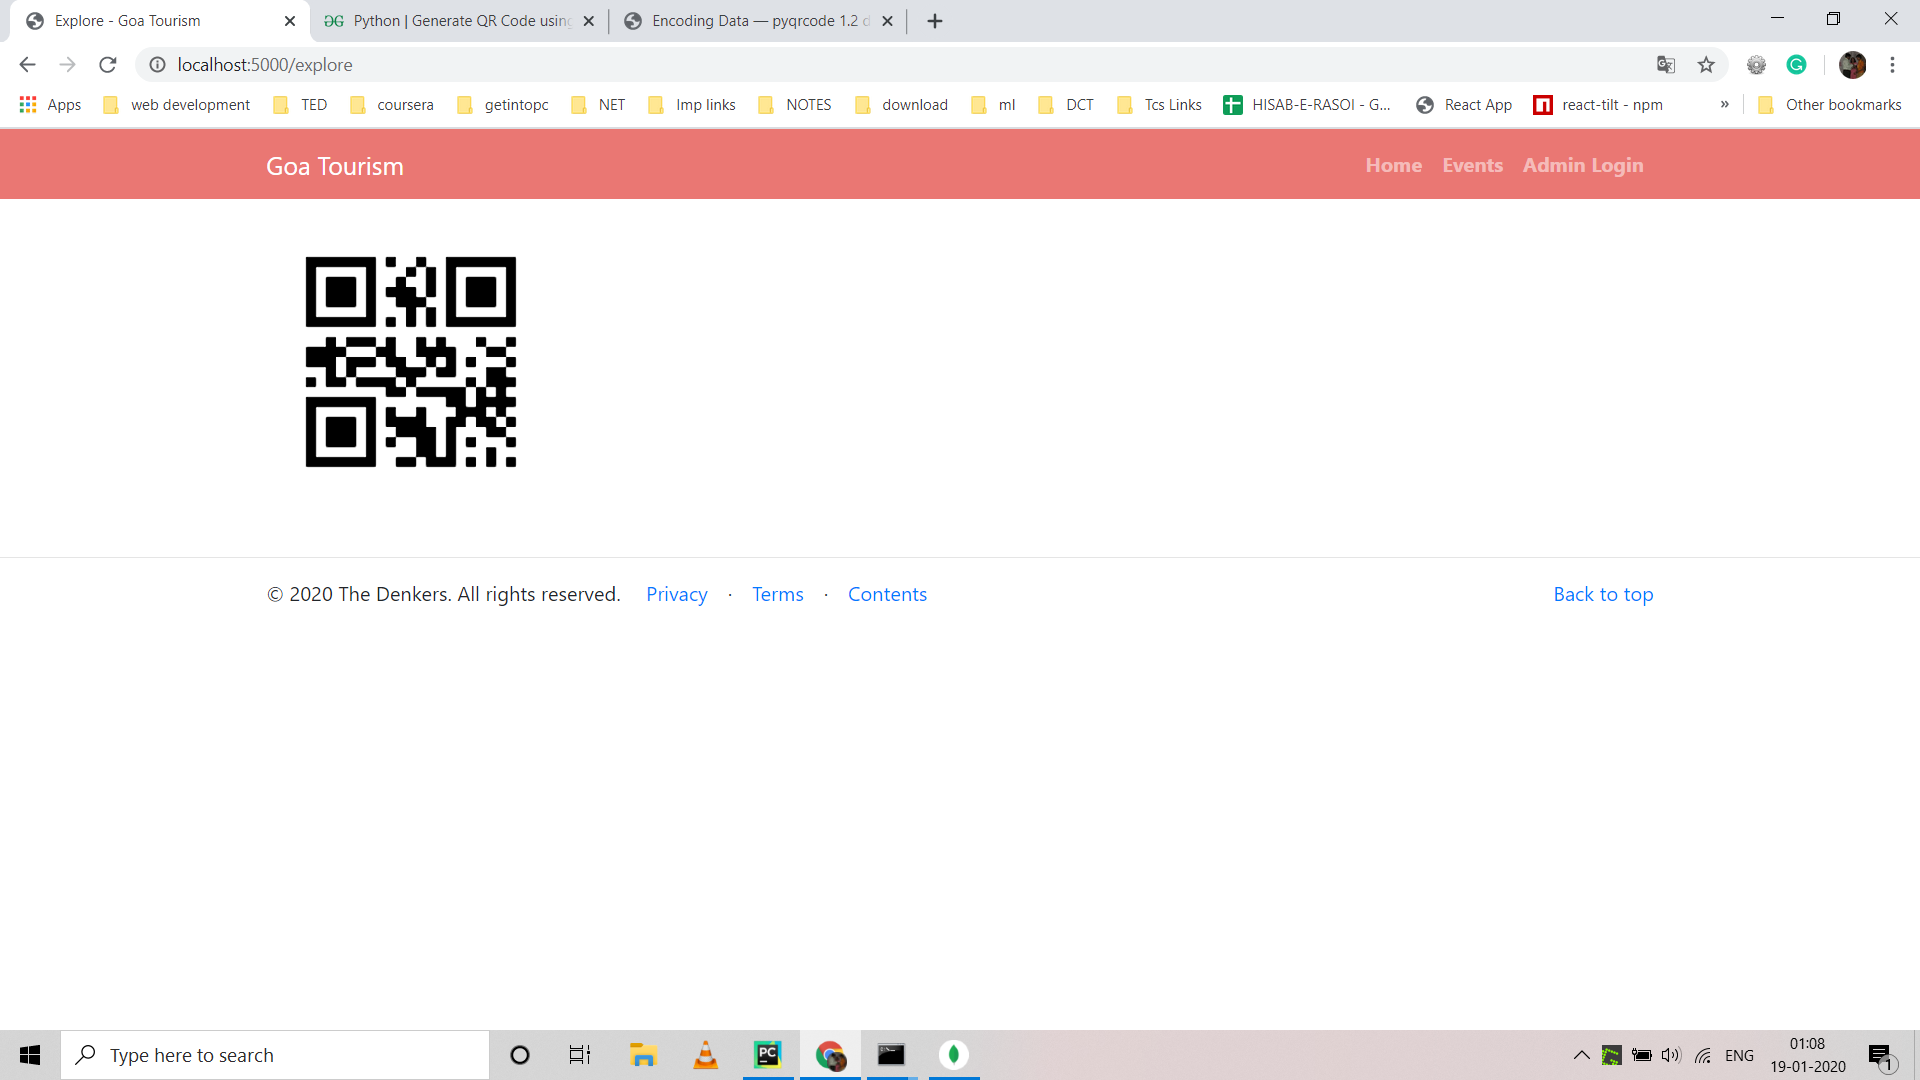 Explore - Goa Tourism
Python | Generate QR Code using
Encoding Data — pyqrcode 1.2 d
localhost:5000/explore
Apps web development TED coursera getintopc NET Imp links NOTES download ml DCT Tcs Links HISAB-E-RASOI - G... React App react-tilt - npm » Other bookmarks
Goa Tourism Home Events Admin Login
© 2020 The Denkers. All rights reserved. Privacy · Terms · Contents Back to top
Type here to search
ENG
01:08
19-01-2020
1